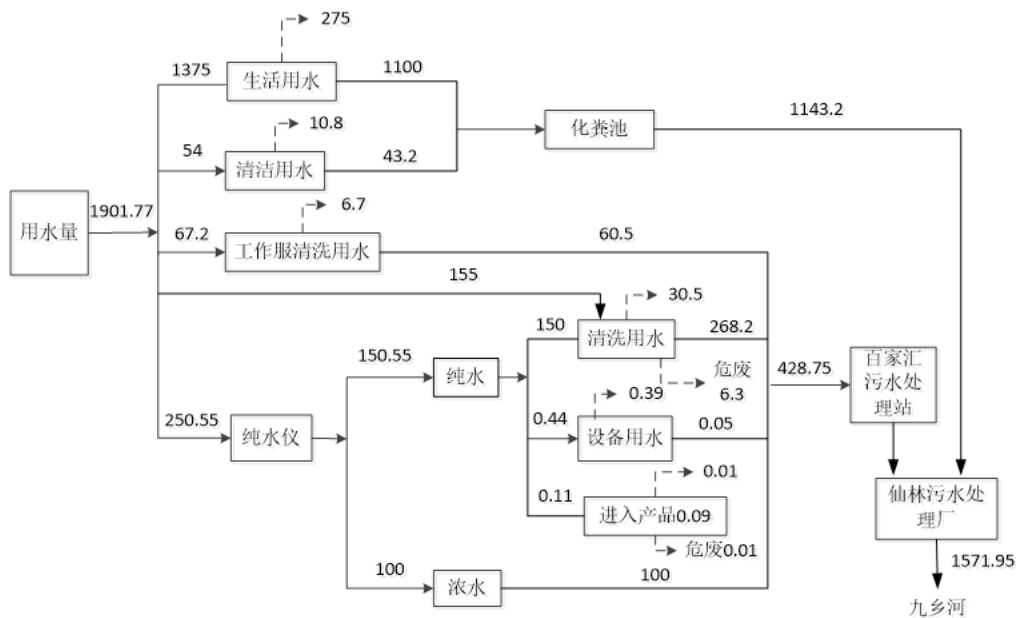 275
1375
生活用水
1100
10.8
54
清洁用水
43.2
化粪池
1143.2
用水量
1901.77
6.7
67.2
工作服清洗用水
60.5
155
30.5
150
清洗用水
268.2
危废
6.3
150.55
纯水
0.39
0.44
设备用水
0.05
428.75
百家汇
污水处
理站
250.55
纯水仪
0.01
0.11
进入产品0.09
危废0.01
仙林污水处
理厂
100
浓水
100
1571.95
九乡河